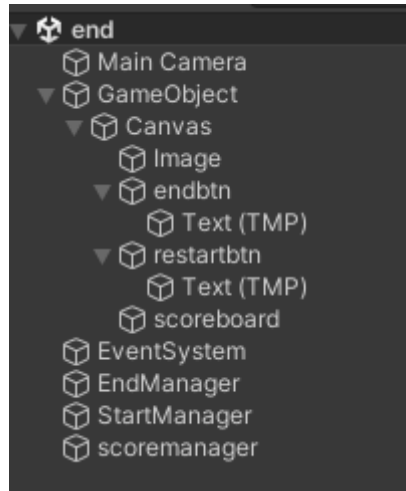 end
Main Camera
GameObject
Canvas
Image
endbtn
Text (TMP)
restartbtn
Text (TMP)
scoreboard
EventSystem
EndManager
StartManager
scoremanager